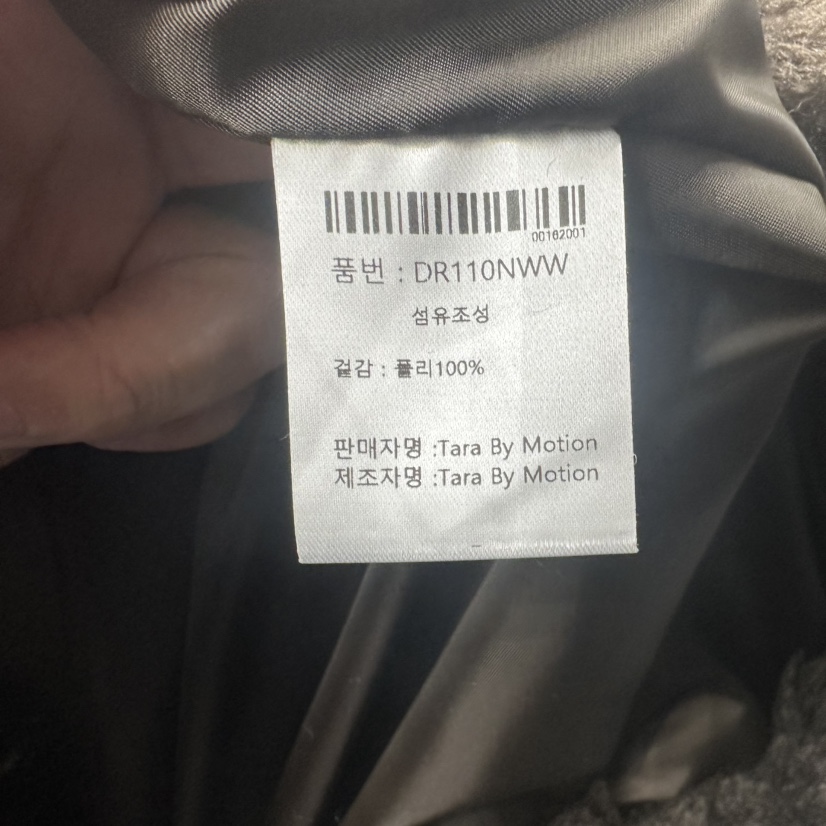 00162001
품번 : DR110NWW
섬유조성
겉감 : 폴리100%
판매자명 :Tara By Motion
제조자명 :Tara By Motion